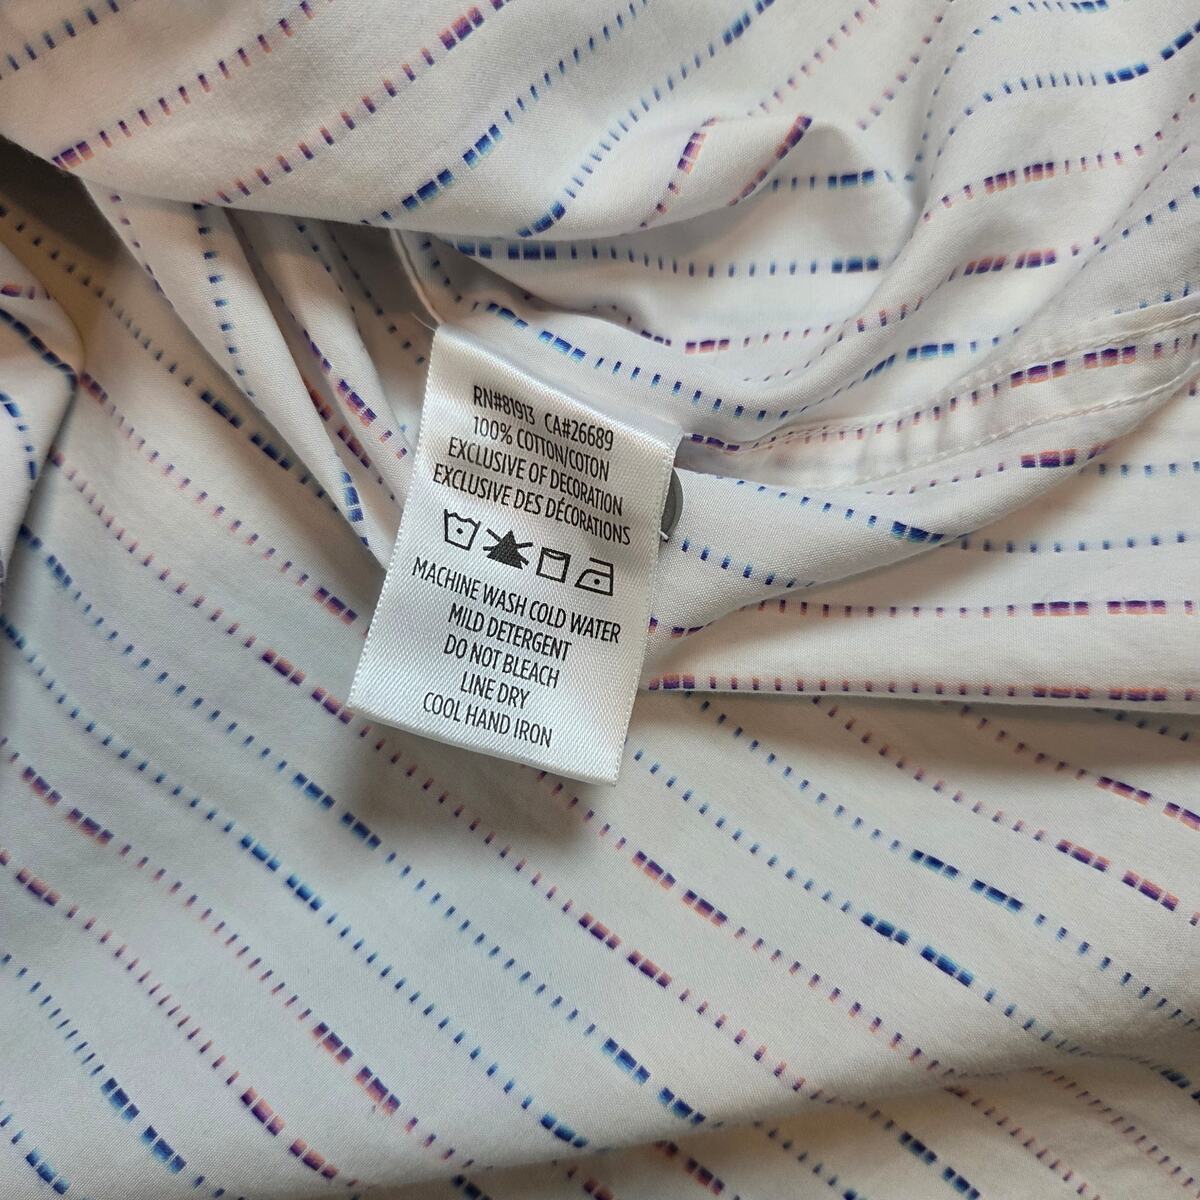 RN#81913 CA#26689
100% COTTON/COTON
EXCLUSIVE OF DECORATION
EXCLUSIVE DES DÉCORATIONS
MACHINE WASH COLD WATER
MILD DETERGENT
DO NOT BLEACH
LINE DRY
COOL HAND IRON